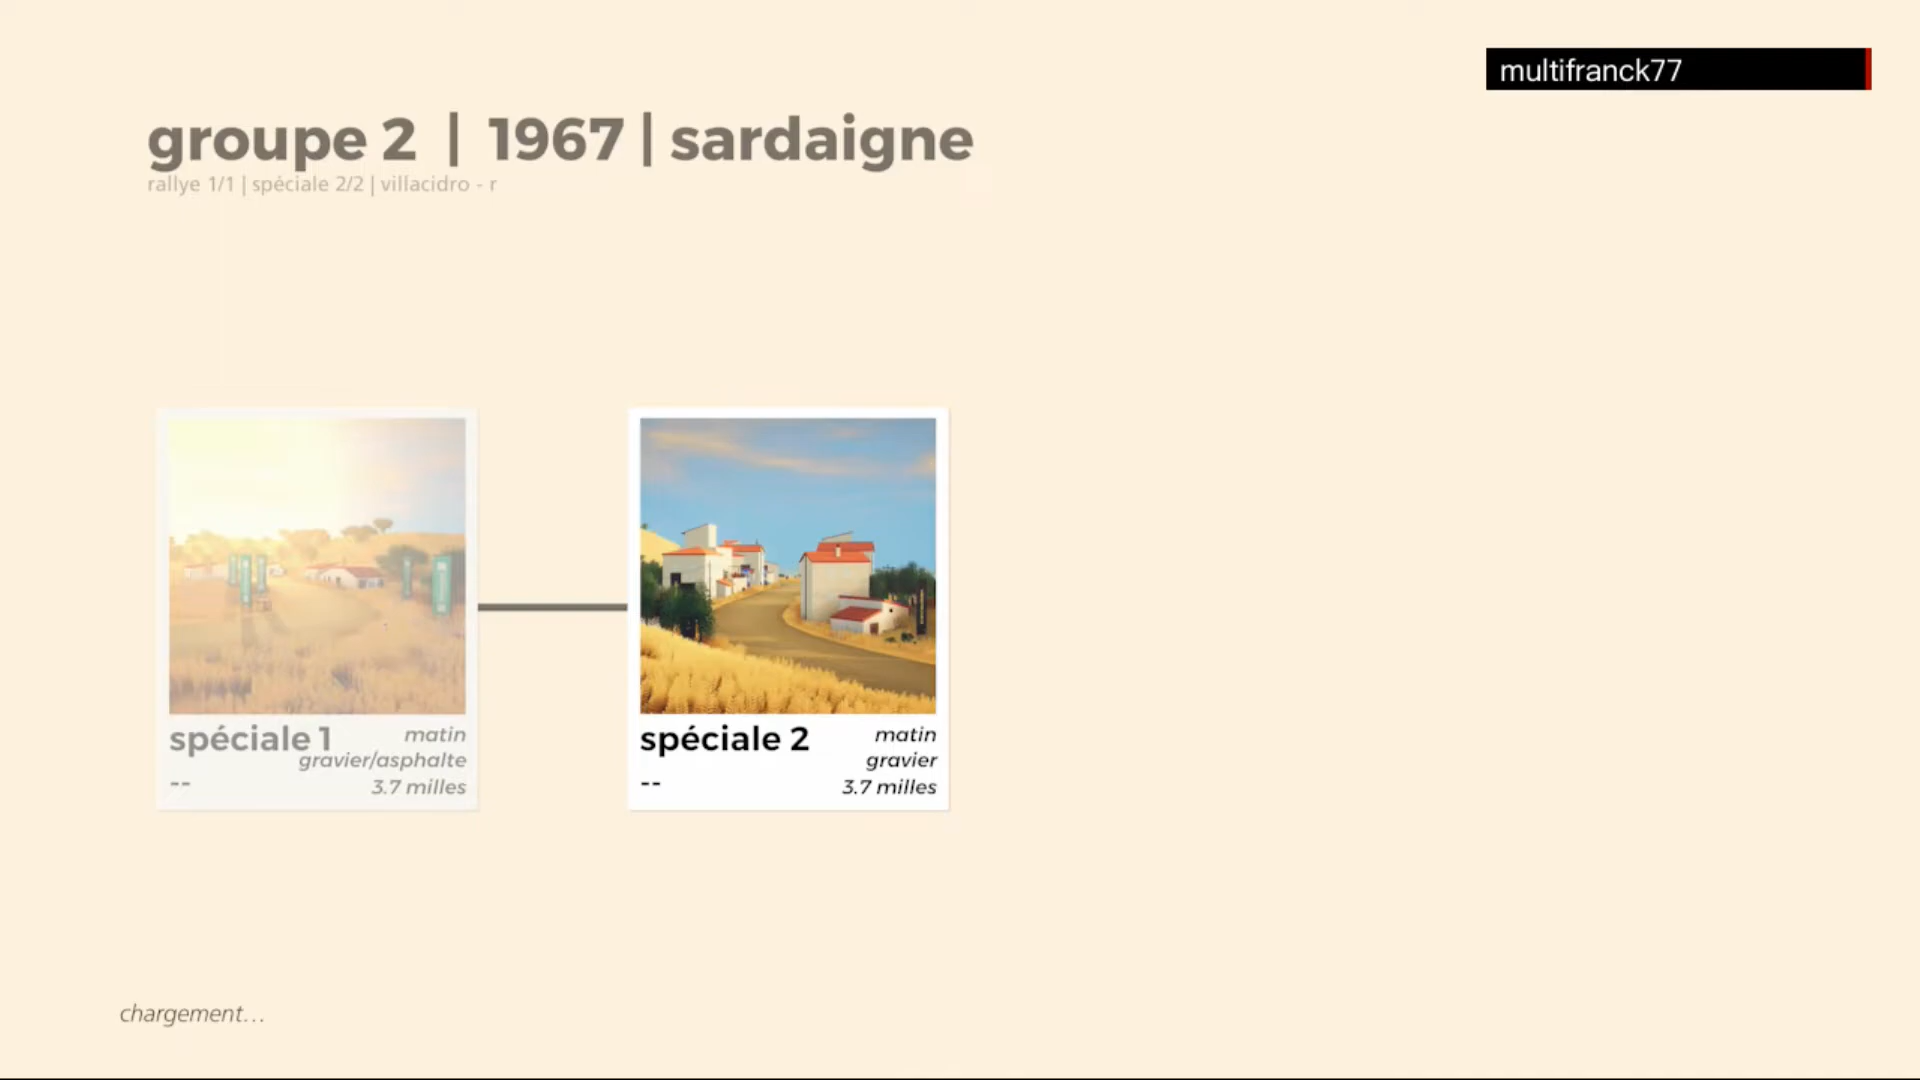 multifranck77
groupe 2 | 1967 | sardaigne
rallye 1/1 | spéciale 2/2 | villacidro - r
spéciale 1
matin
gravier/asphalte
--
3.7 milles
spéciale 2
matin
gravier
--
3.7 milles
chargement...